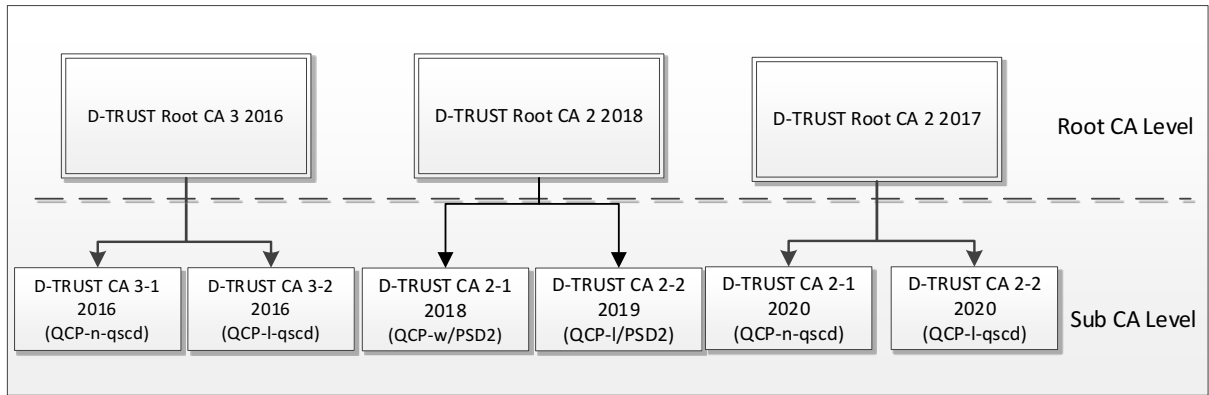 D-TRUST Root CA 3 2016
D-TRUST Root CA 2 2018
D-TRUST Root CA 2 2017
Root CA Level
D-TRUST CA 3-1
2016
(QCP-n-qscd)
D-TRUST CA 3-2
2016
(QCP-l-qscd)
D-TRUST CA 2-1
2018
(QCP-w/PSD2)
D-TRUST CA 2-2
2019
(QCP-l/PSD2)
D-TRUST CA 2-1
2020
(QCP-n-qscd)
D-TRUST CA 2-2
2020
(QCP-l-qscd)
Sub CA Level